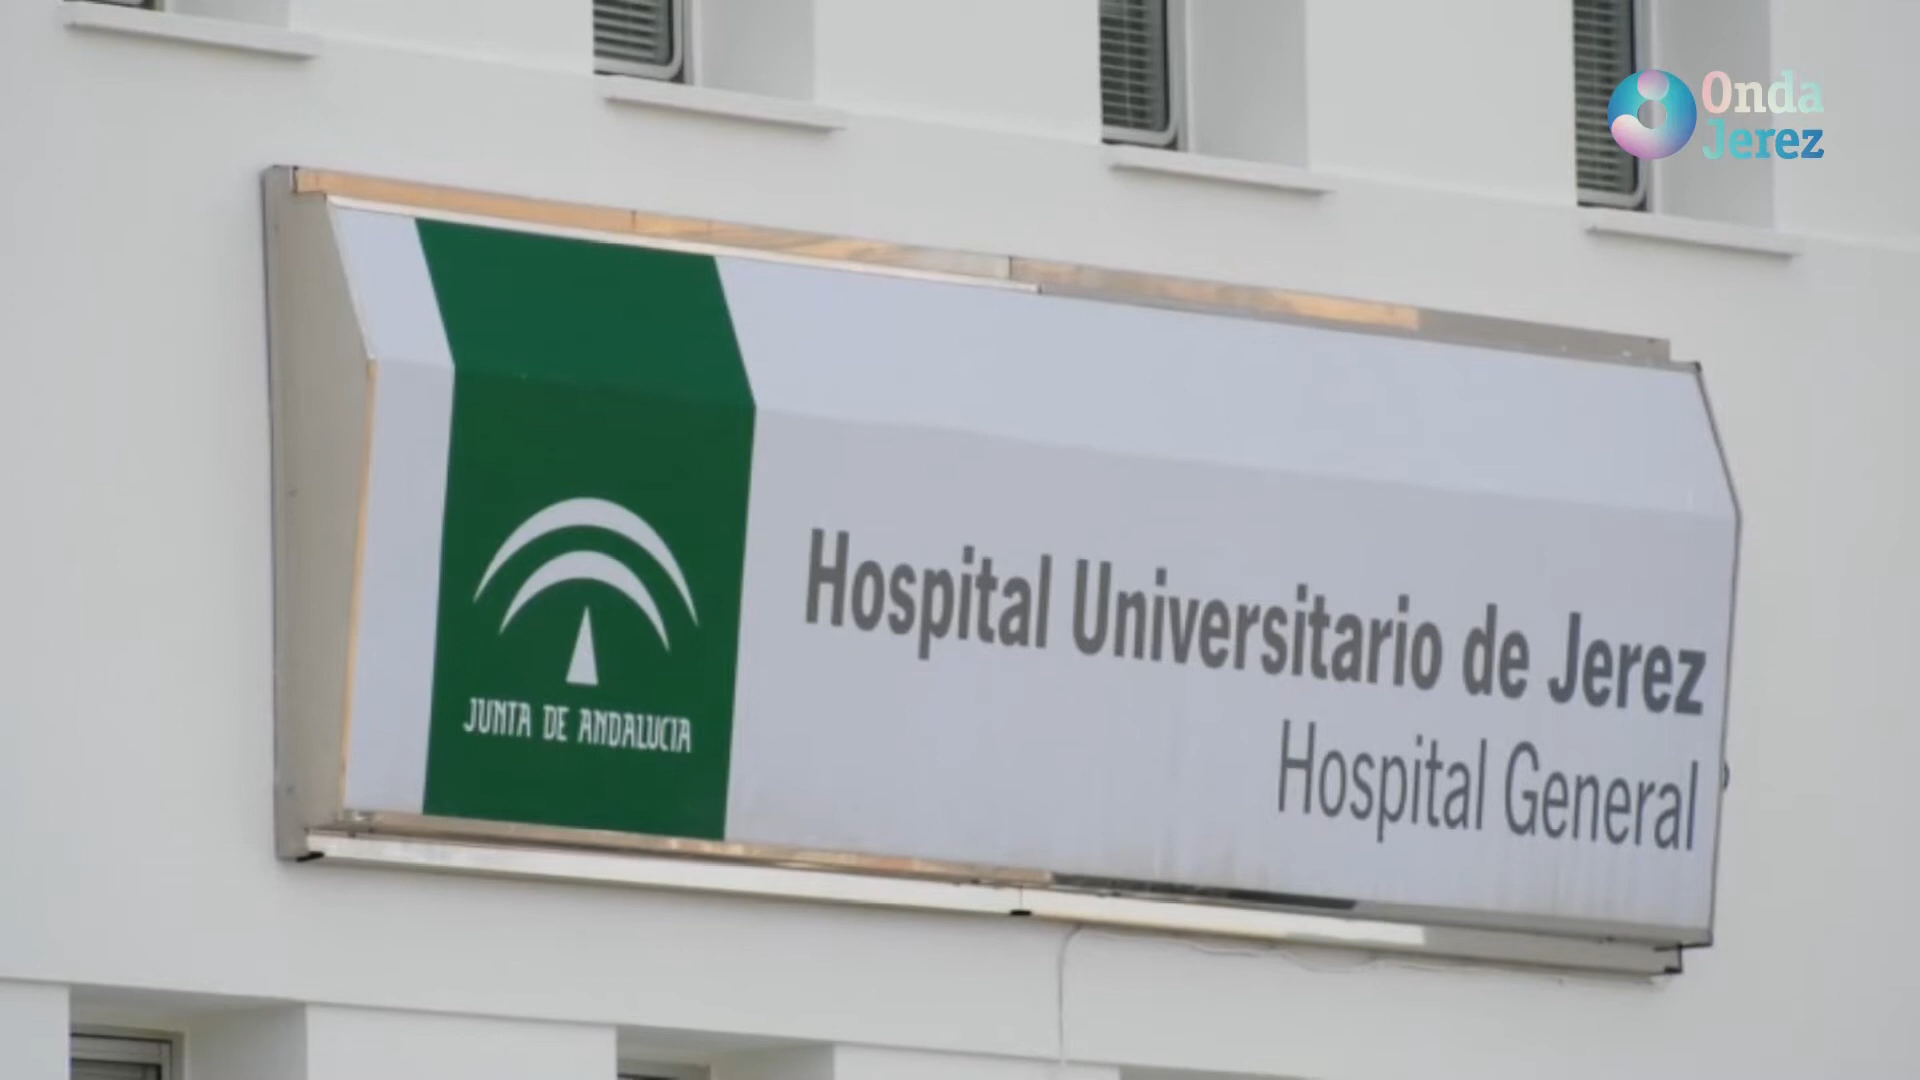 Onda
Jerez
Hospital Universitario de Jerez
Hospital General
JUNTA DE ANDALUCIA